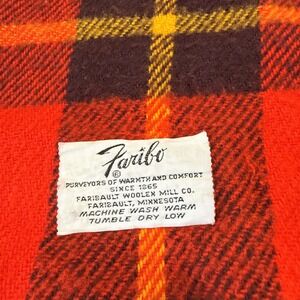 Faribo
®
PURVEYORS OF WARMTH AND COMFORT
SINCE 1865
FARIBAULT WOOLEN MILL CO.
FARIBAULT, MINNESOTA
MACHINE WASH WARM
TUMBLE DRY LOW